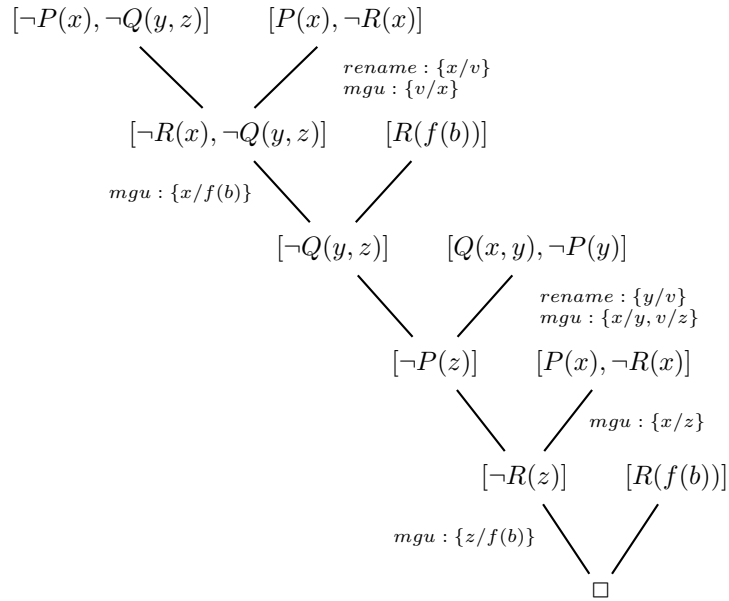 [¬P(x), ¬Q(y, z)] [P(x), ¬R(x)]
rename : {x/v}
mgu : {v/x}
[¬R(x), ¬Q(y, z)] [R(f(b))]
mgu : {x/f(b)}
[¬Q(y, z)] [Q(x, y), ¬P(y)]
rename : {y/v}
mgu : {x/y, v/z}
[¬P(z)] [P(x), ¬R(x)]
mgu : {x/z}
[¬R(z)] [R(f(b))]
mgu : {z/f(b)}
□